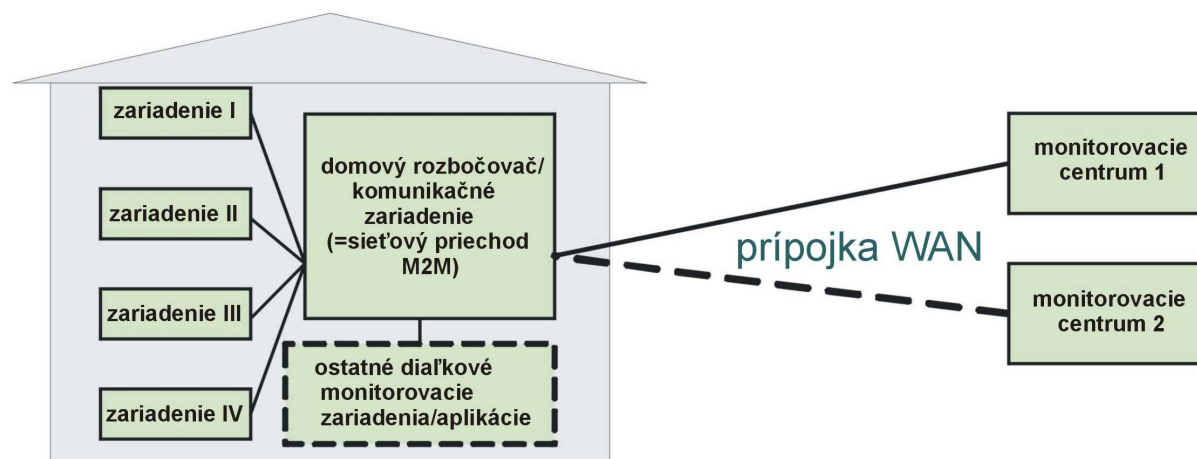 zariadenie I
zariadenie II
zariadenie III
zariadenie IV
domový rozbočovač/
komunikačné
zariadenie
(=sieťový priechod
M2M)
ostatné diaľkové
monitorovacie
zariadenia/aplikácie
prípojka WAN
monitorovacie
centrum 1
monitorovacie
centrum 2